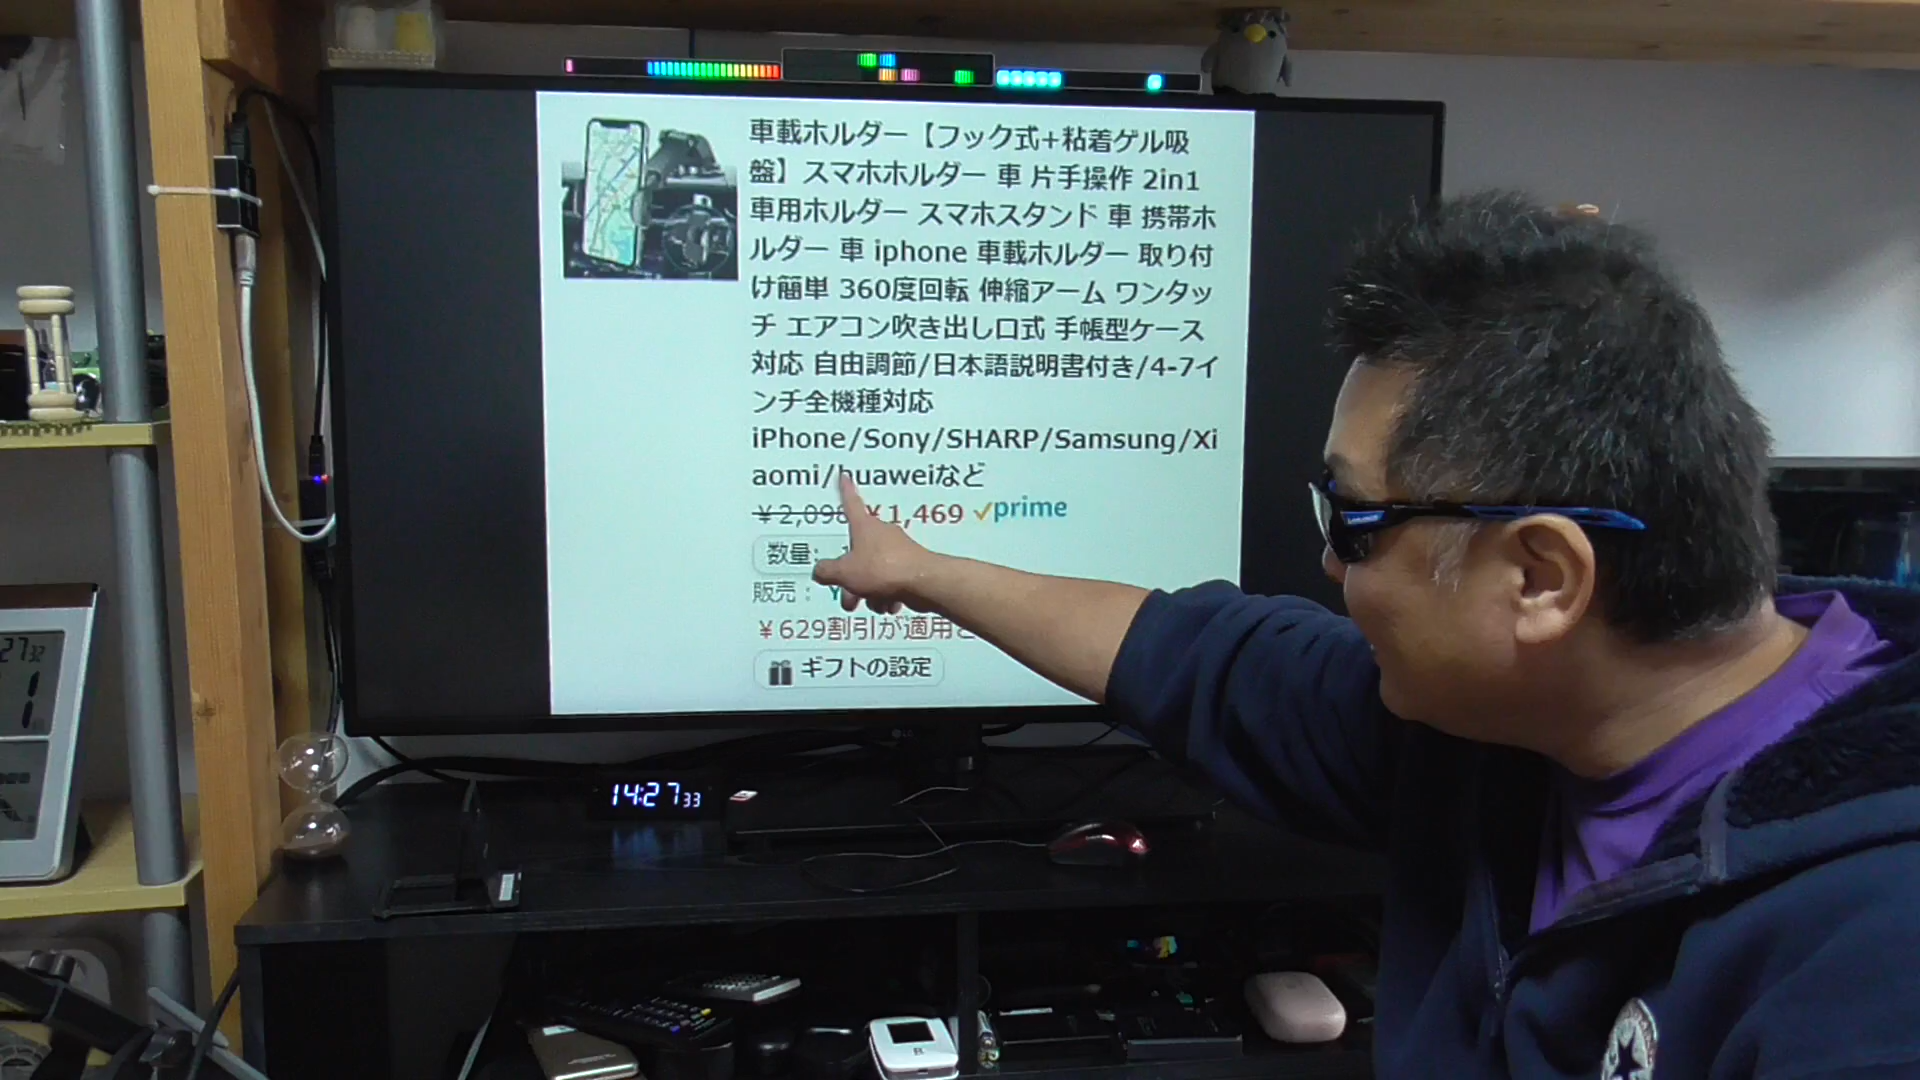 車載ホルダー【フック式+粘着ゲル吸
盤】スマホホルダー 車 片手操作 2in1
車用ホルダー スマホスタンド 車 携帯ホ
ルダー 車 iphone 車載ホルダー 取り付
け簡単 360度回転 伸縮アーム ワンタッ
チ エアコン吹き出し口式 手帳型ケース
対応 自由調節/日本語説明書付き/4-7イ
ンチ全機種対応
iPhone/Sony/SHARP/Samsung/Xi
aomi/huaweiなど
￥2,098 ￥1,469 prime
数量:
販売：
￥629割引が適用
ギフトの設定
LG
14:27 33